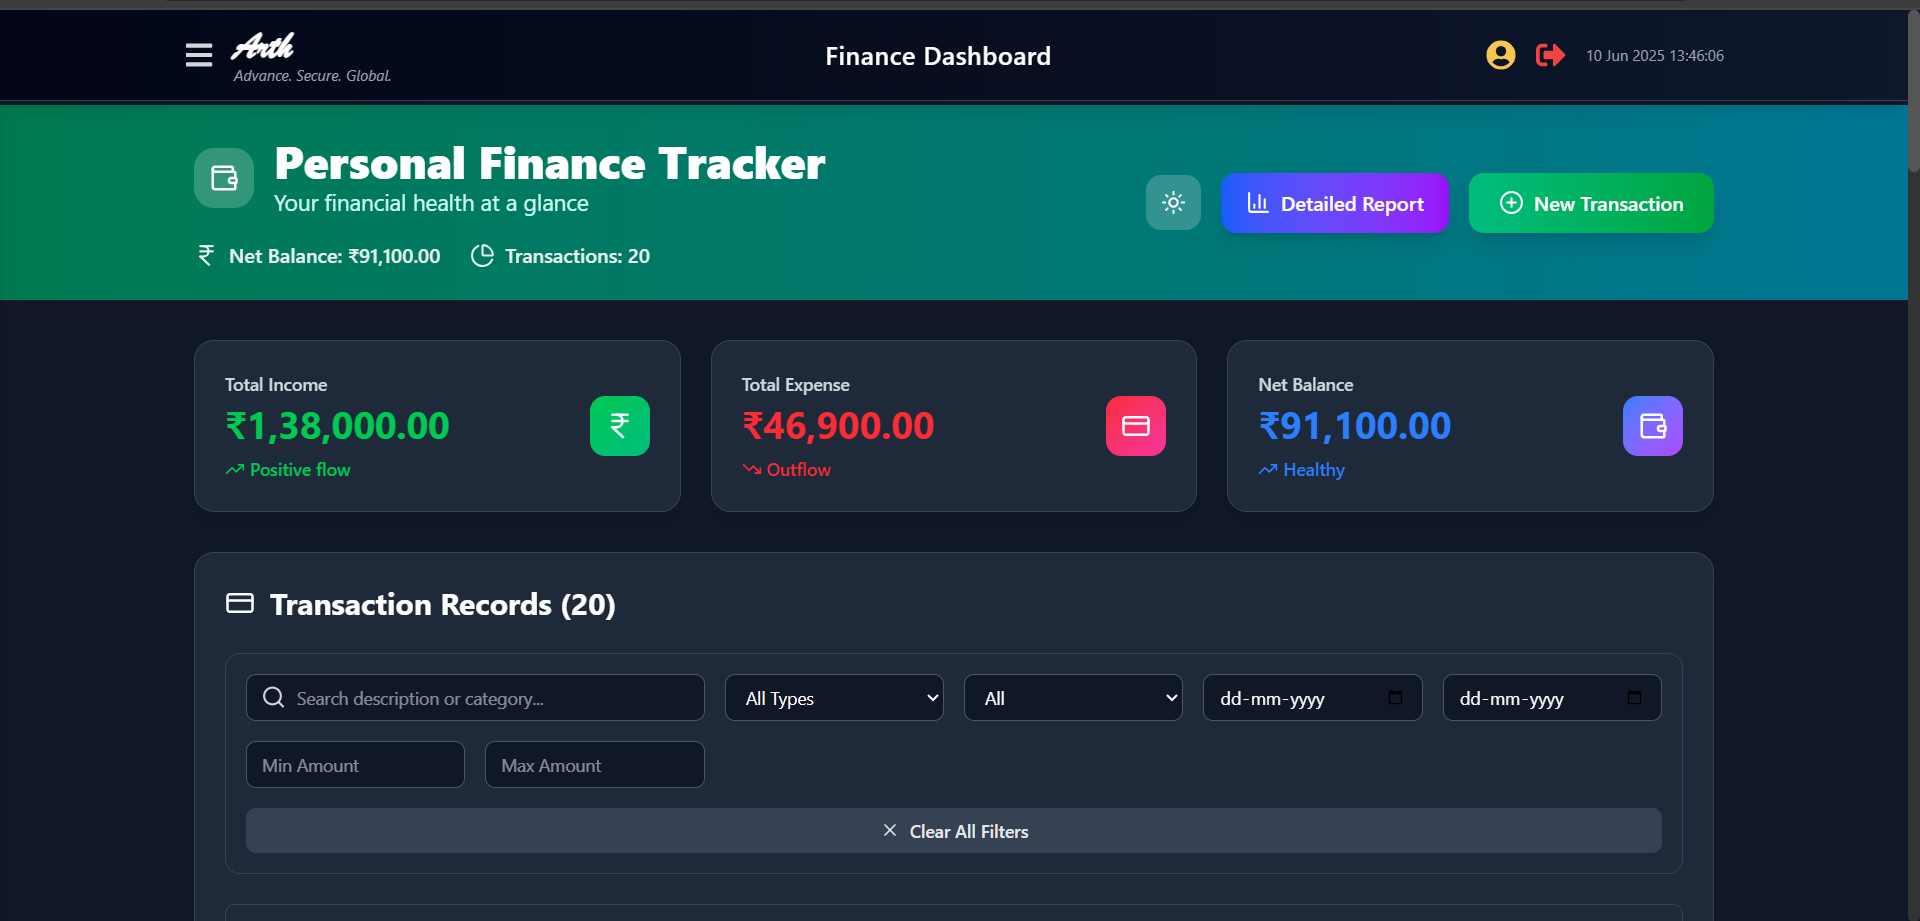 Arth
Advance. Secure. Global.
Finance Dashboard
10 Jun 2025 13:46:06
Personal Finance Tracker
Your financial health at a glance
₹ Net Balance: ₹91,100.00 Transactions: 20
Detailed Report
New Transaction
Total Income
₹1,38,000.00
Positive flow
₹
Total Expense
₹46,900.00
Outflow
Net Balance
₹91,100.00
Healthy
Transaction Records (20)
Search description or category...
All Types
All
dd-mm-yyyy
dd-mm-yyyy
Min Amount
Max Amount
Clear All Filters